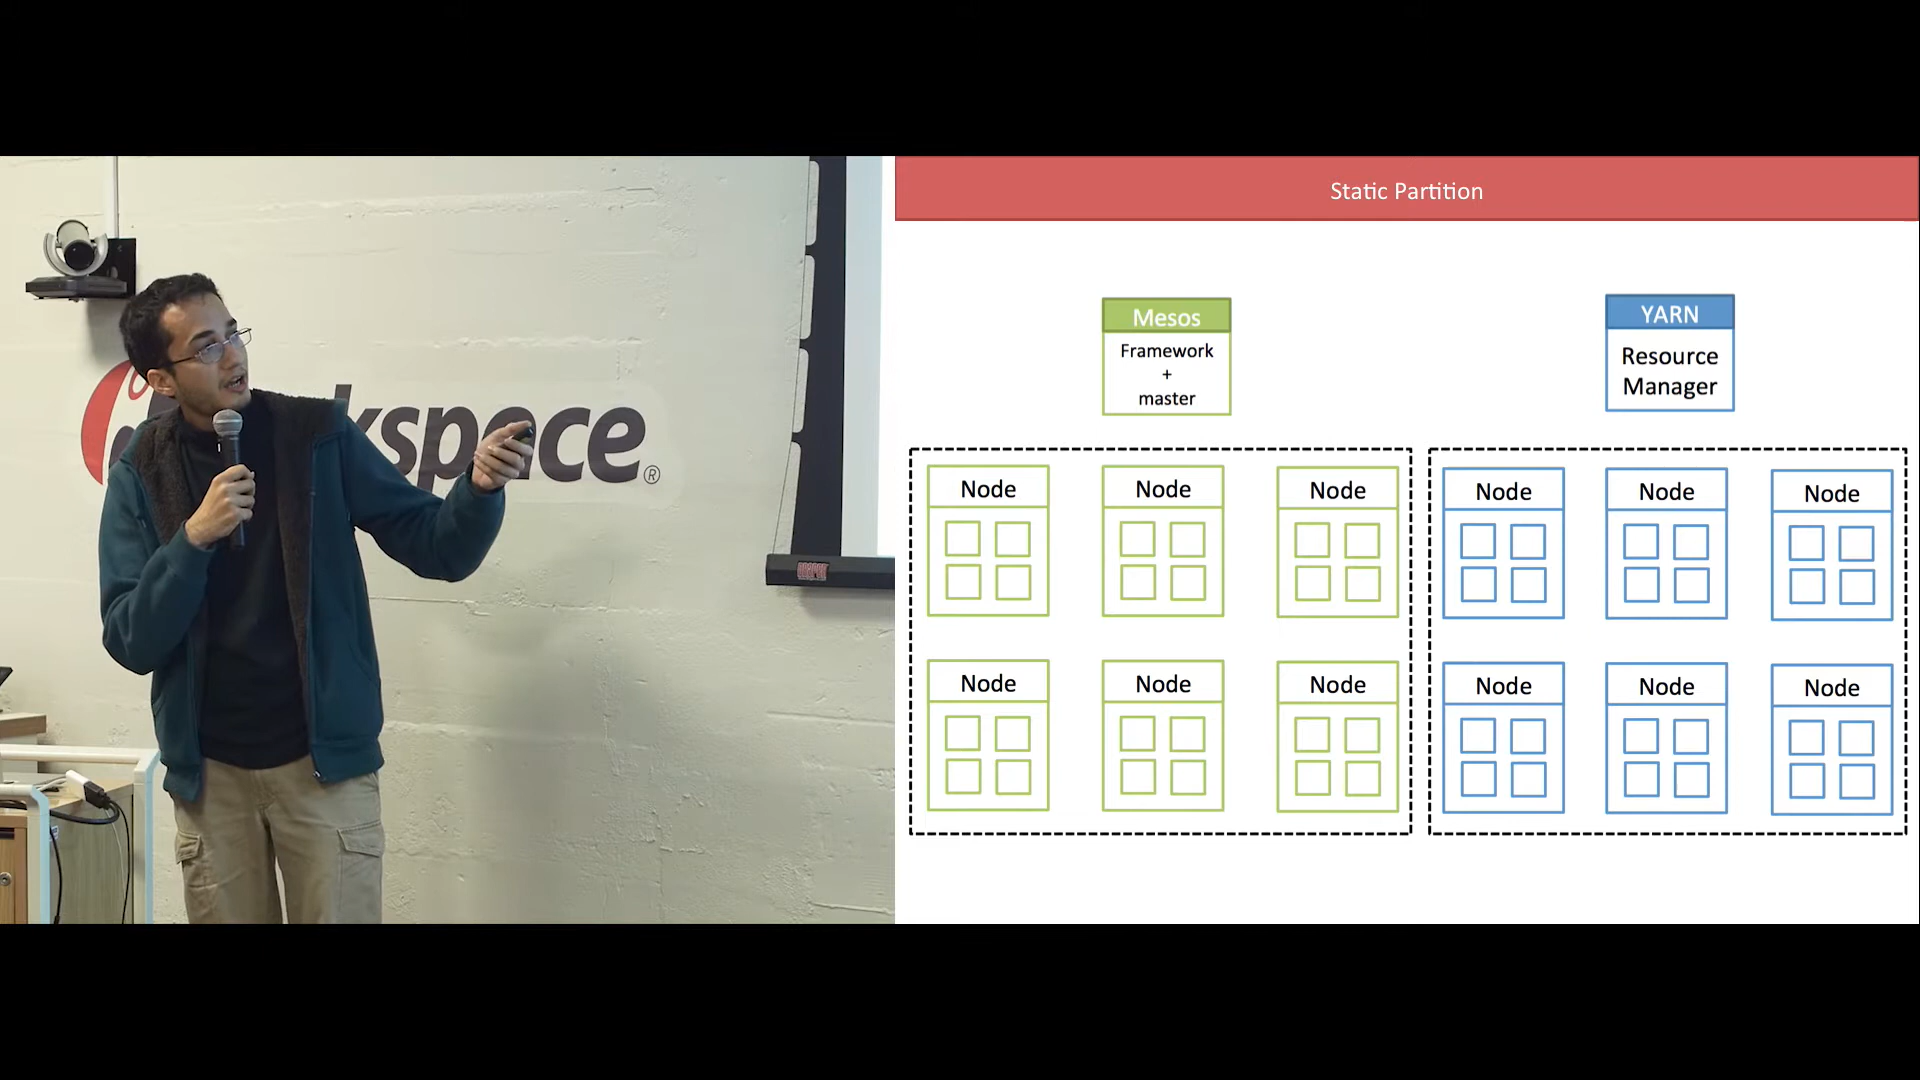 kspace
®
Static Partition
Mesos
Framework
+
master
YARN
Resource
Manager
Node
Node
Node
Node
Node
Node
Node
Node
Node
Node
Node
Node